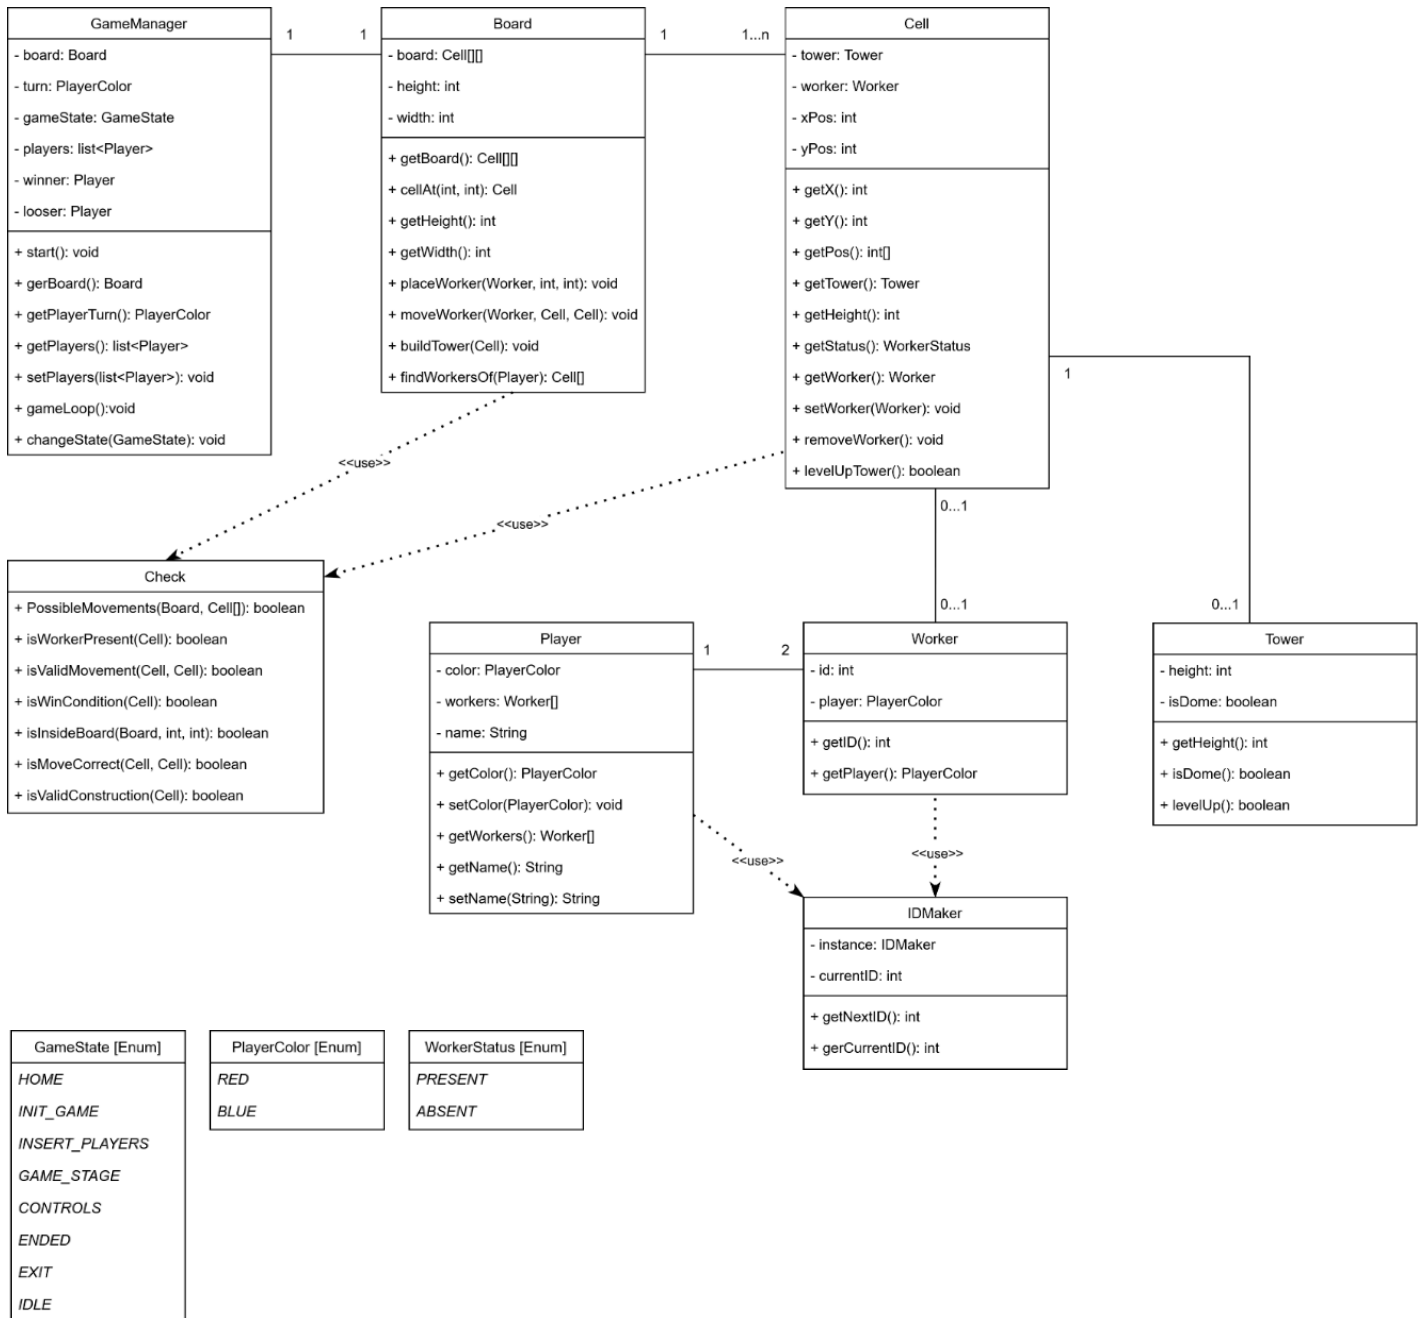 GameManager
- board: Board
- turn: PlayerColor
- gameState: GameState
- players: list<Player>
- winner: Player
- looser: Player
+ start(): void
+ gerBoard(): Board
+ getPlayerTurn(): PlayerColor
+ getPlayers(): list<Player>
+ setPlayers(list<Player>): void
+ gameLoop():void
+ changeState(GameState): void
1
1
Board
- board: Cell[][]
- height: int
- width: int
+ getBoard(): Cell[][]
+ cellAt(int, int): Cell
+ getHeight(): int
+ getWidth(): int
+ placeWorker(Worker, int, int): void
+ moveWorker(Worker, Cell, Cell): void
+ buildTower(Cell): void
+ findWorkersOf(Player): Cell[]
1
1...n
Cell
- tower: Tower
- worker: Worker
- xPos: int
- yPos: int
+ getX(): int
+ getY(): int
+ getPos(): int[]
+ getTower(): Tower
+ getHeight(): int
+ getStatus(): WorkerStatus
+ getWorker(): Worker
+ setWorker(Worker): void
+ removeWorker(): void
+ levelUpTower(): boolean
1
<<use>>
<<use>>
0...1
0...1
0...1
Check
+ PossibleMovements(Board, Cell[]): boolean
+ isWorkerPresent(Cell): boolean
+ isValidMovement(Cell, Cell): boolean
+ isWinCondition(Cell): boolean
+ isInsideBoard(Board, int, int): boolean
+ isMoveCorrect(Cell, Cell): boolean
+ isValidConstruction(Cell): boolean
Player
- color: PlayerColor
- workers: Worker[]
- name: String
+ getColor(): PlayerColor
+ setColor(PlayerColor): void
+ getWorkers(): Worker[]
+ getName(): String
+ setName(String): String
1
2
Worker
- id: int
- player: PlayerColor
+ getID(): int
+ getPlayer(): PlayerColor
Tower
- height: int
- isDome: boolean
+ getHeight(): int
+ isDome(): boolean
+ levelUp(): boolean
<<use>>
<<use>>
IDMaker
- instance: IDMaker
- currentID: int
+ getNextID(): int
+ gerCurrentID(): int
GameState [Enum]
HOME
INIT_GAME
INSERT_PLAYERS
GAME_STAGE
CONTROLS
ENDED
EXIT
IDLE
PlayerColor [Enum]
RED
BLUE
WorkerStatus [Enum]
PRESENT
ABSENT